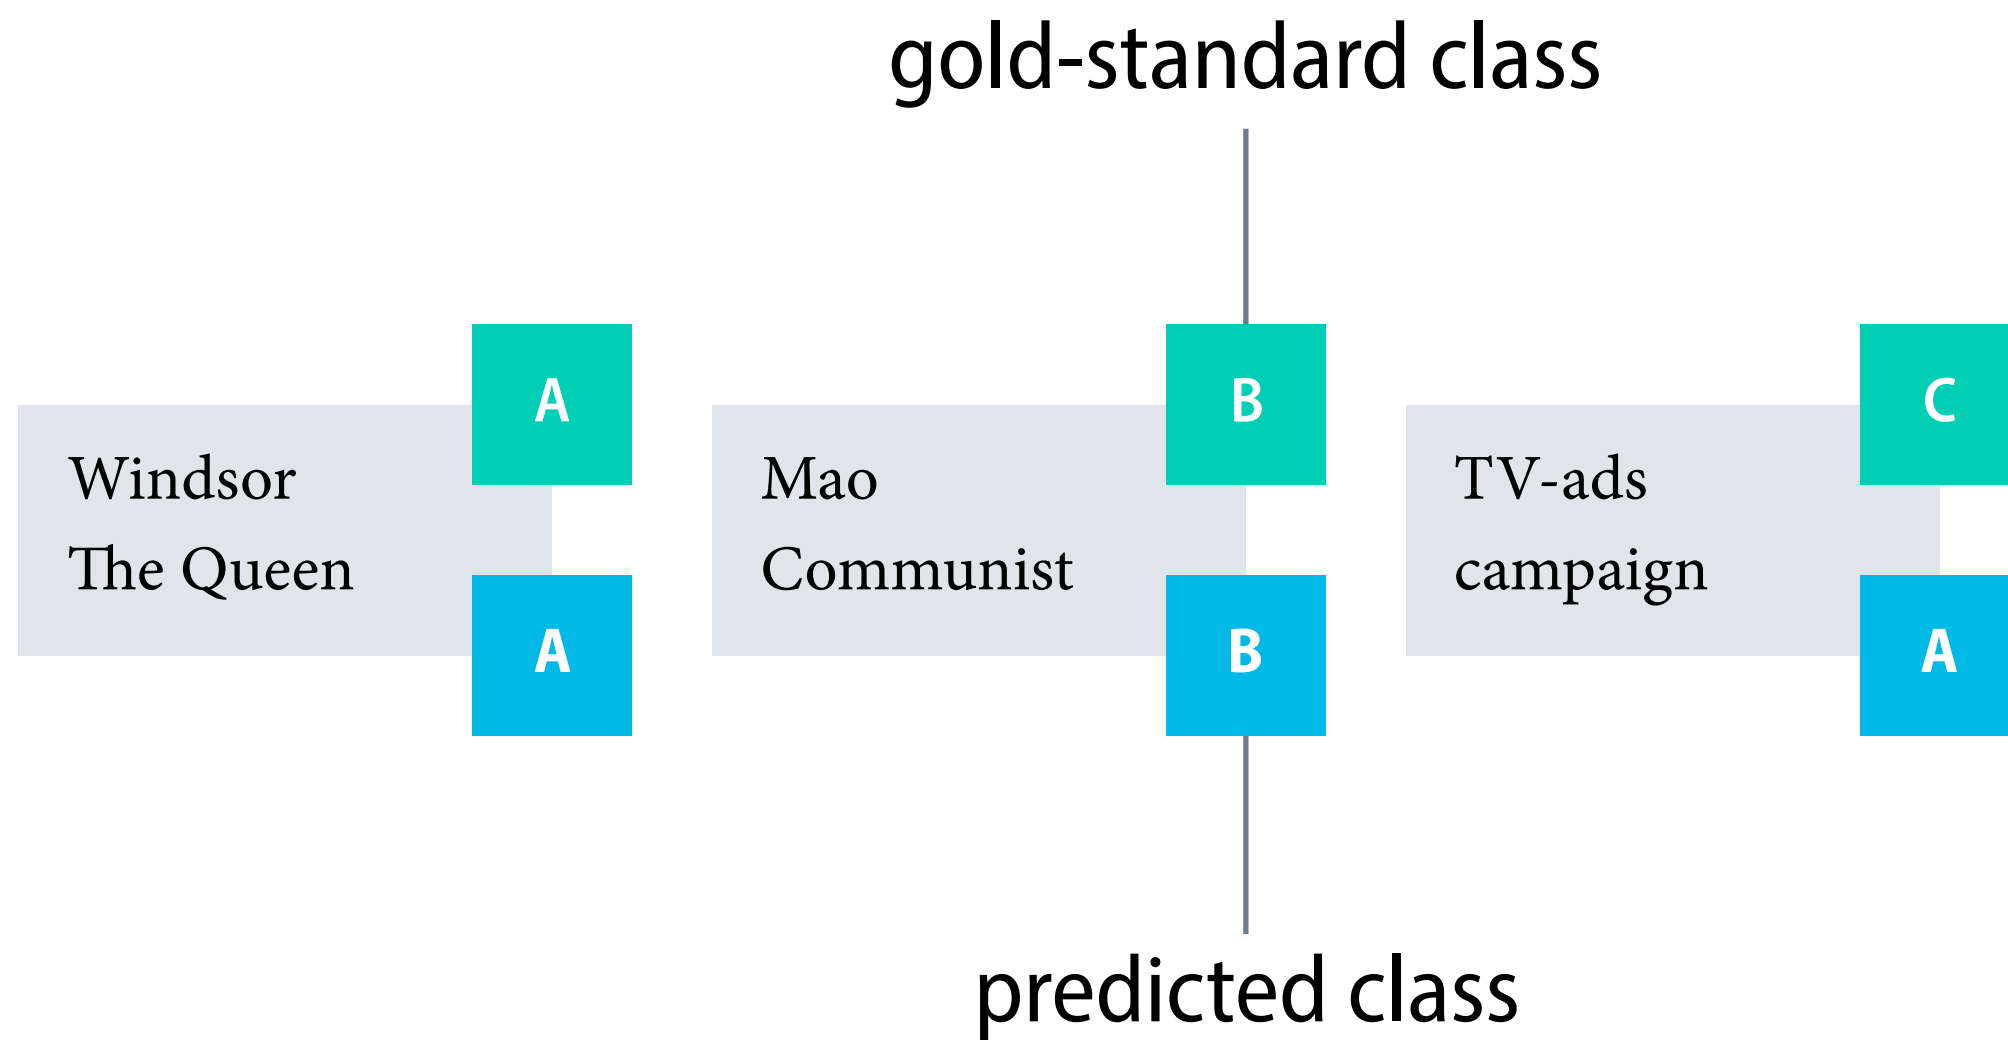 gold-standard class
A
B
C
Windsor
The Queen
Mao
Communist
TV-ads
campaign
A
B
A
predicted class